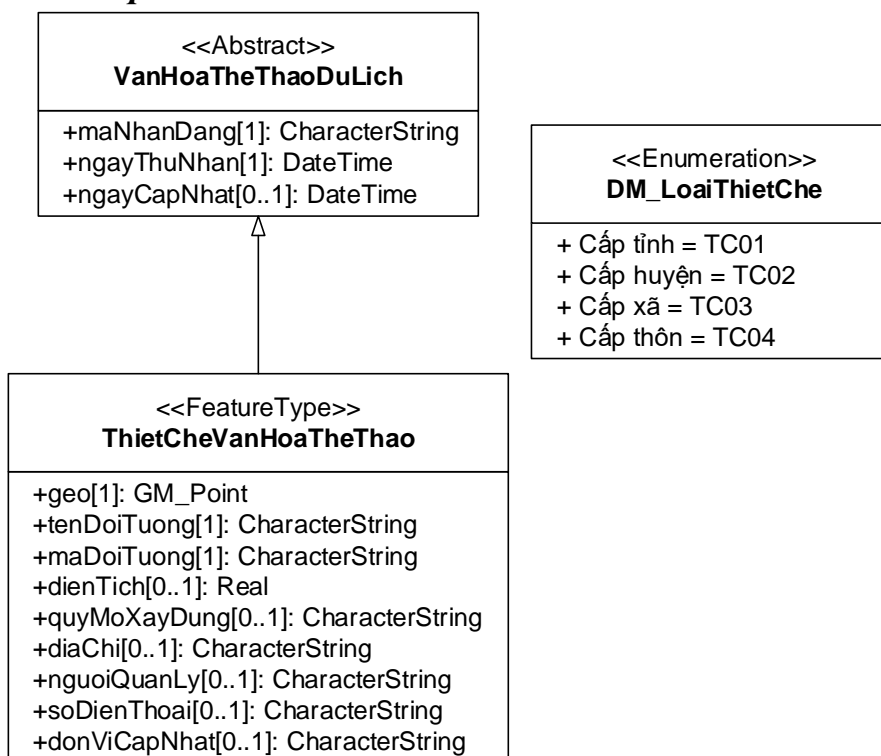 <<Abstract>>
VanHoaTheThaoDuLich
+maNhanDang[1]: CharacterString
+ngayThuNhan[1]: DateTime
+ngayCapNhat[0..1]: DateTime
<<Enumeration>>
DM_LoaiThietChe
+ Cấp tỉnh = TC01
+ Cấp huyện = TC02
+ Cấp xã = TC03
+ Cấp thôn = TC04
<<FeatureType>>
ThietCheVanHoaTheThao
+geo[1]: GM_Point
+tenDoiTuong[1]: CharacterString
+maDoiTuong[1]: CharacterString
+dienTich[0..1]: Real
+quyMoXayDung[0..1]: CharacterString
+diaChi[0..1]: CharacterString
+nguoiQuanLy[0..1]: CharacterString
+soDienThoai[0..1]: CharacterString
+donViCapNhat[0..1]: CharacterString